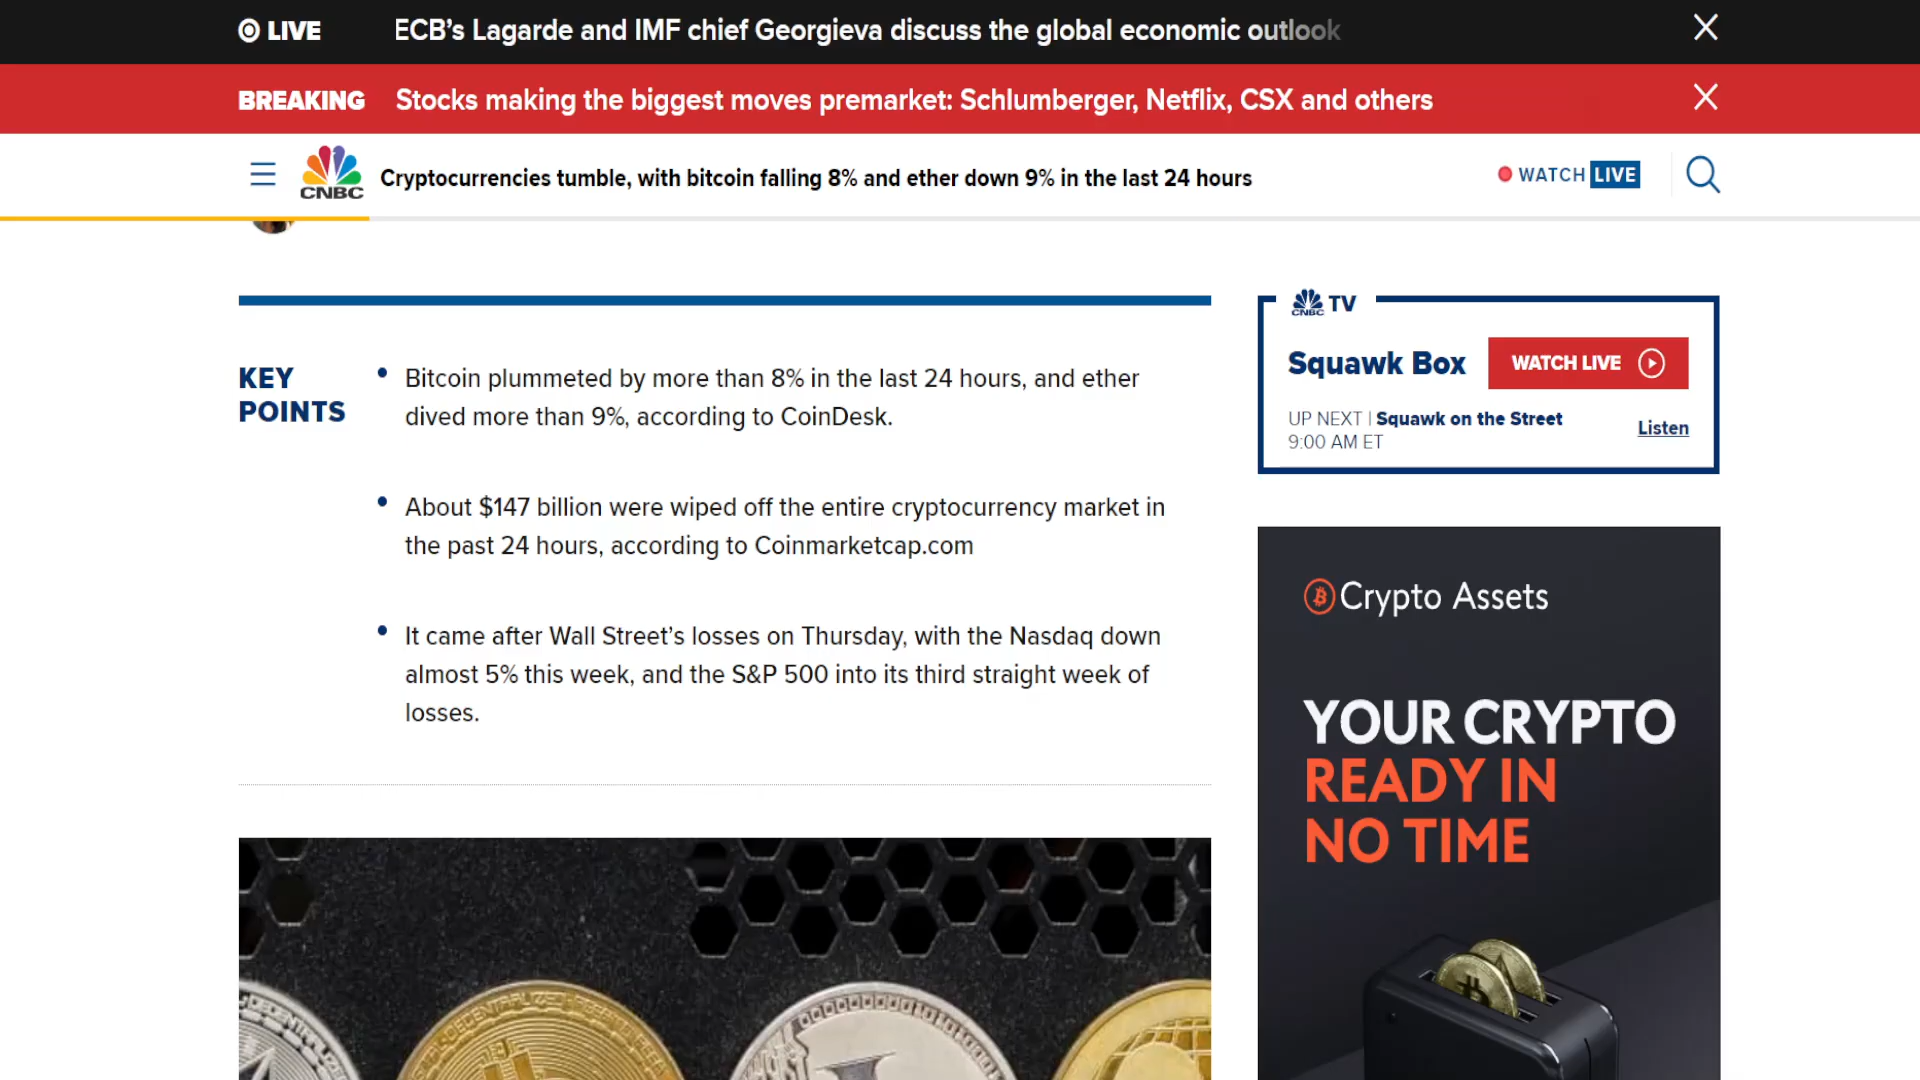 LIVE
ECB’s Lagarde and IMF chief Georgieva discuss the global economic outlook
BREAKING
Stocks making the biggest moves premarket: Schlumberger, Netflix, CSX and others
CNBC
Cryptocurrencies tumble, with bitcoin falling 8% and ether down 9% in the last 24 hours
WATCH LIVE
KEY
POINTS
Bitcoin plummeted by more than 8% in the last 24 hours, and ether
dived more than 9%, according to CoinDesk.
About $147 billion were wiped off the entire cryptocurrency market in
the past 24 hours, according to Coinmarketcap.com
It came after Wall Street’s losses on Thursday, with the Nasdaq down
almost 5% this week, and the S&P 500 into its third straight week of
losses.
CNBC TV
Squawk Box
WATCH LIVE
UP NEXT | Squawk on the Street
9:00 AM ET
Listen
Crypto Assets
YOUR CRYPTO
READY IN
NO TIME